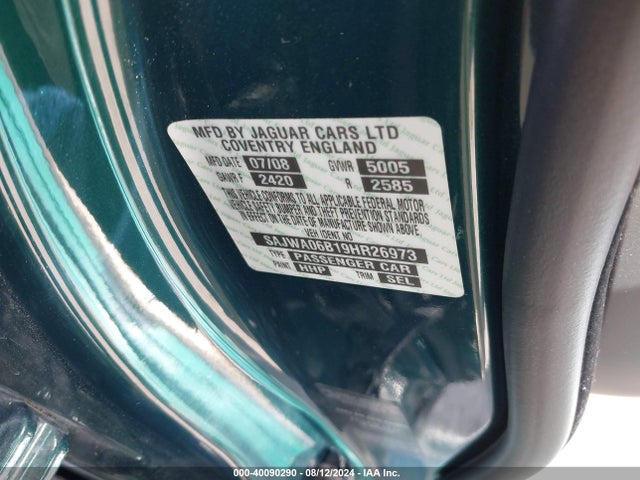 MFD BY JAGUAR CARS LTD
COVENTRY ENGLAND
MFD DATE 07/08 GVWR 5005
GAWR F 2420 R 2585
THIS VEHICLE CONFORMS TO ALL APPLICABLE FEDERAL MOTOR
VEHICLE SAFETY, BUMPER AND THEFT PREVENTION STANDARDS
IN EFFECT ON THE DATE OF MANUFACTURE SHOWN ABOVE
VEH IDENT NO
SAJWA06B19HR26973
TYPE PASSENGER CAR
PAINT HHP TRIM SEL
000-40090290 - 08/12/2024 - IAA Inc.